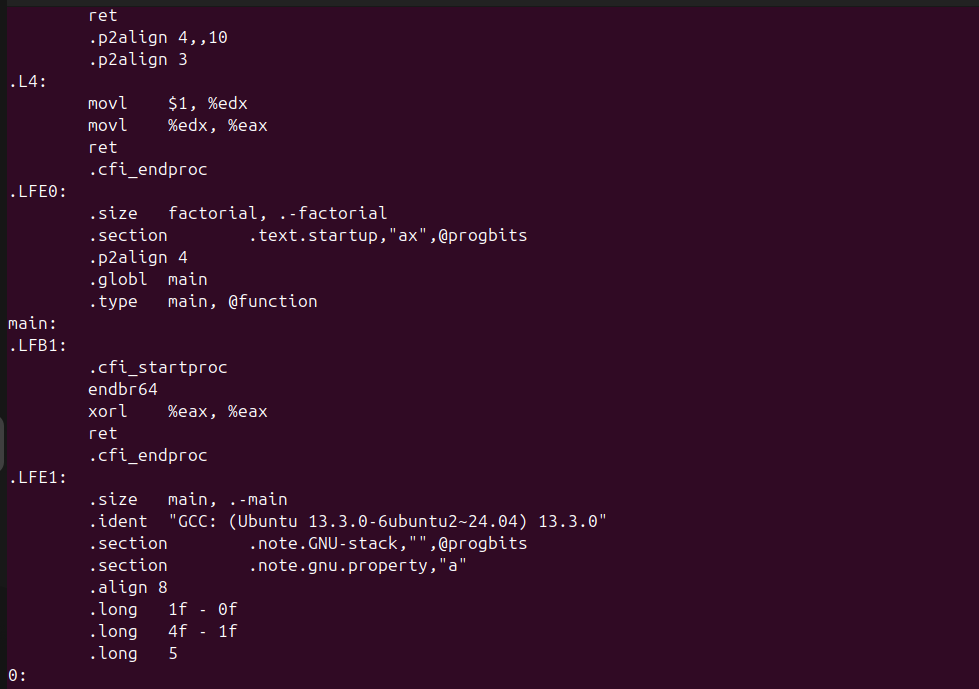 ret
.p2align 4,,10
.p2align 3
.L4:
movl $1, %edx
movl %edx, %eax
ret
.cfi_endproc
.LFE0:
.size factorial, .-factorial
.section .text.startup,"ax",@progbits
.p2align 4
.globl main
.type main, @function
main:
.LFB1:
.cfi_startproc
endbr64
xorl %eax, %eax
ret
.cfi_endproc
.LFE1:
.size main, .-main
.ident "GCC: (Ubuntu 13.3.0-6ubuntu2~24.04) 13.3.0"
.section .note.GNU-stack,"",@progbits
.section .note.gnu.property,"a"
.align 8
.long 1f - 0f
.long 4f - 1f
.long 5
0: